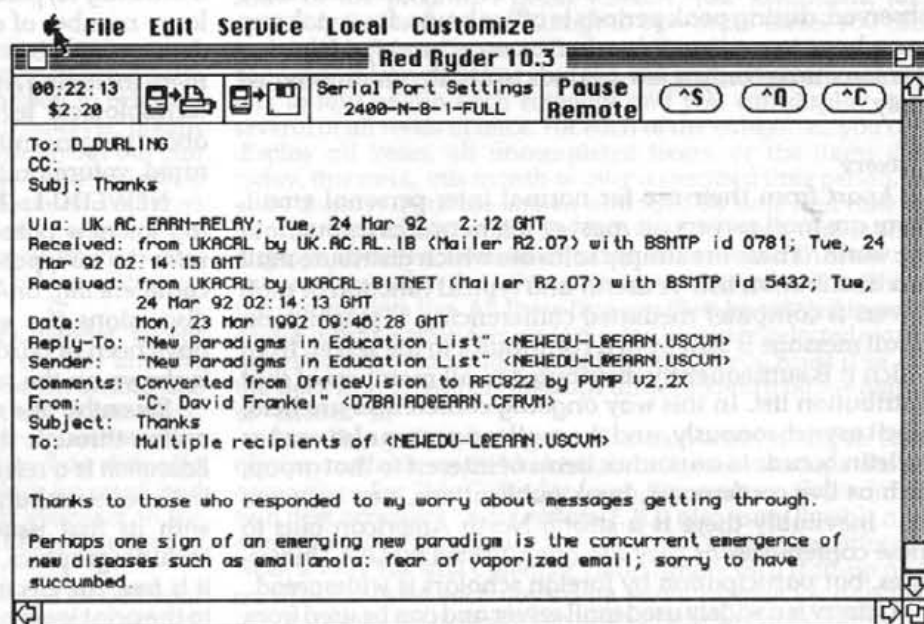 File Edit Service Local Customize
Red Ryder 10.3
00:22:13
$2.20
Serial Port Settings
2400-N-8-1-FULL
Pause
Remote
^S ^Q ^C
To: D_DURLING
CC:
Subj: Thanks
Via: UK.AC.EARN-RELAY; Tue, 24 Mar 92 2:12 GMT
Received: from UKACRL by UK.AC.RL.IB (Mailer R2.07) with BSMTP id 0781; Tue, 24
Mar 92 02:14:15 GMT
Received: from UKACRL by UKACRL.BITNET (Mailer R2.07) with BSMTP id 5432; Tue,
24 Mar 92 02:14:13 GMT
Date: Mon, 23 Mar 1992 09:46:28 GMT
Reply-To: "New Paradigms in Education List" <NEWEDU-L@EARN.USCVM>
Sender: "New Paradigms in Education List" <NEWEDU-L@EARN.USCVM>
Comments: Converted from OfficeVision to RFC822 by PUMP V2.2X
From: "C. David Frankel" <D7BAIAD@EARN.CFRVM>
Subject: Thanks
To: Multiple recipients of <NEWEDU-L@EARN.USCVM>
Thanks to those who responded to my worry about messages getting through.
Perhaps one sign of an emerging new paradigm is the concurrent emergence of
new diseases such as emailanoia: fear of vaporized email; sorry to have
succumbed.